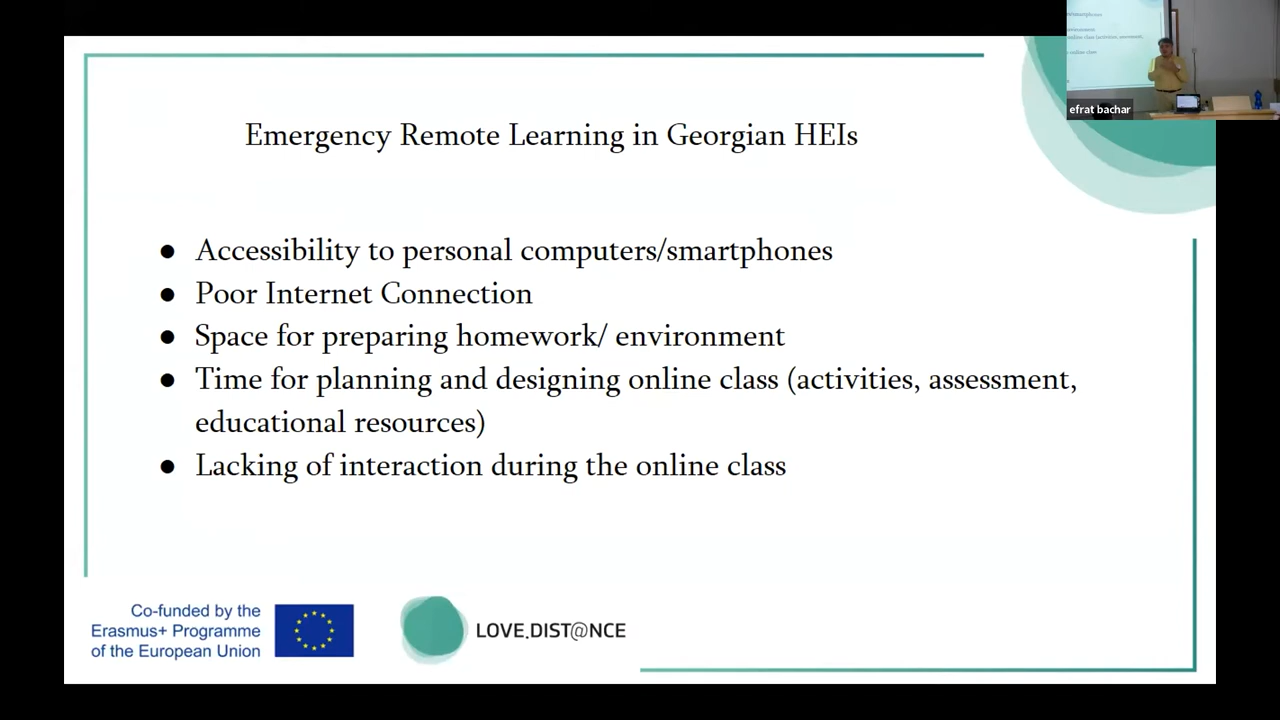 Emergency Remote Learning in Georgian HEIs
● Accessibility to personal computers/smartphones
● Poor Internet Connection
● Space for preparing homework/ environment
● Time for planning and designing online class (activities, assessment,
educational resources)
● Lacking of interaction during the online class
Co-funded by the
Erasmus+ Programme
of the European Union
LOVE.DIST@NCE
efrat bachar